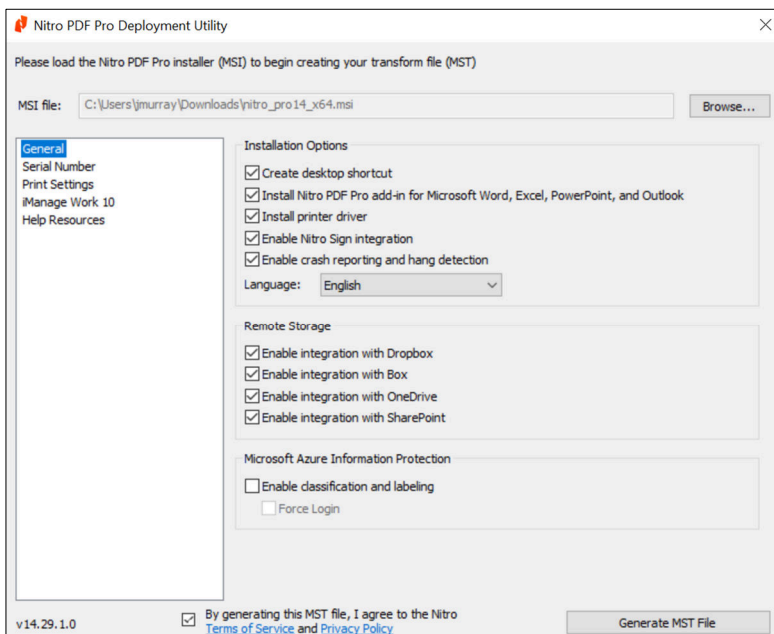 Nitro PDF Pro Deployment Utility
Please load the Nitro PDF Pro installer (MSI) to begin creating your transform file (MST)
MSI file: C:\Users\jmurray\Downloads\nitro_pro14_x64.msi Browse...
General
Serial Number
Print Settings
iManage Work 10
Help Resources
Installation Options
Create desktop shortcut
Install Nitro PDF Pro add-in for Microsoft Word, Excel, PowerPoint, and Outlook
Install printer driver
Enable Nitro Sign integration
Enable crash reporting and hang detection
Language: English
Remote Storage
Enable integration with Dropbox
Enable integration with Box
Enable integration with OneDrive
Enable integration with SharePoint
Microsoft Azure Information Protection
Enable classification and labeling
Force Login
v14.29.1.0
By generating this MST file, I agree to the Nitro
Terms of Service and Privacy Policy
Generate MST File